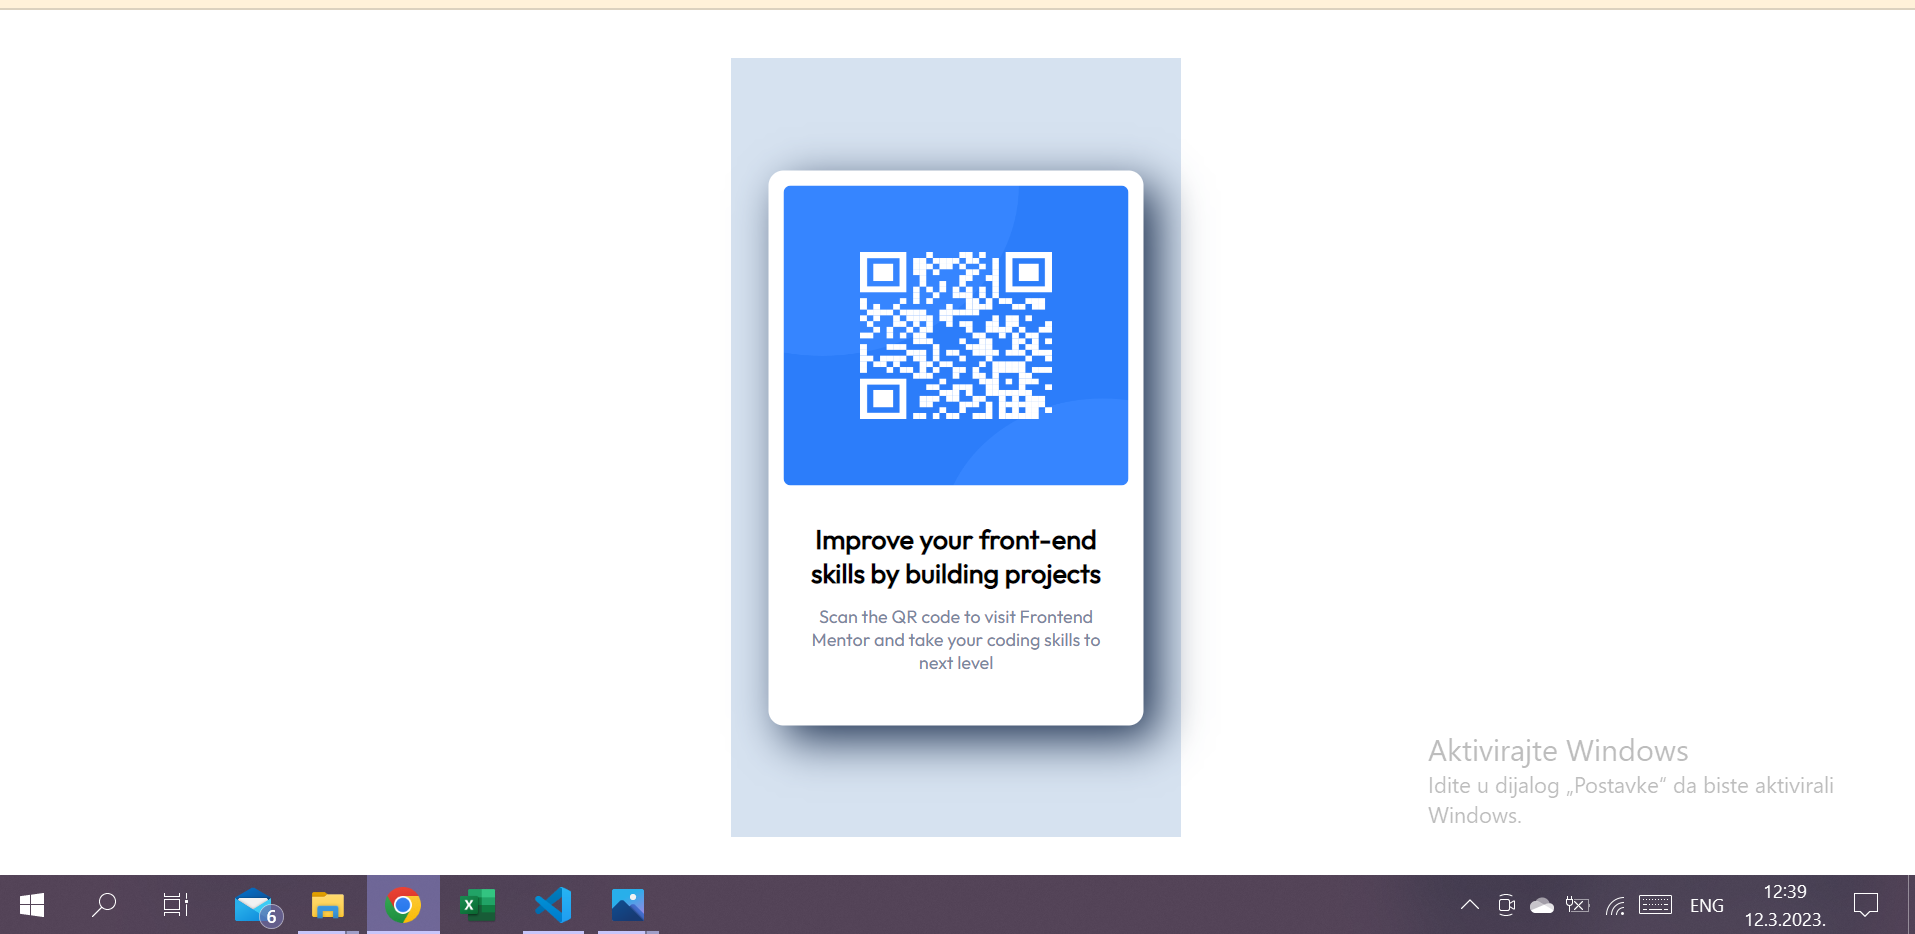 Improve your front-end
skills by building projects
Scan the QR code to visit Frontend
Mentor and take your coding skills to
next level
Aktivirajte Windows
Idite u dijalog „Postavke“ da biste aktivirali
Windows.
6
X
ENG
12:39
12.3.2023.